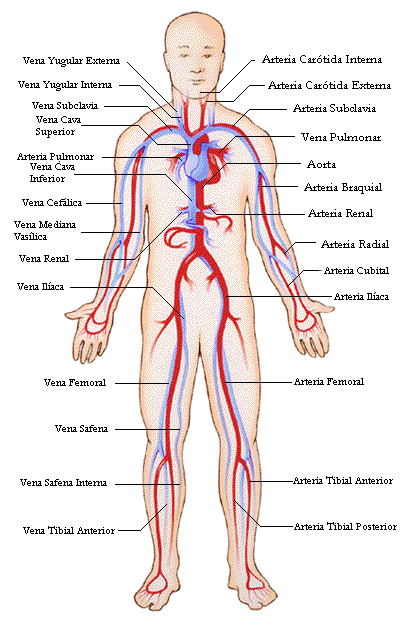 Vena Yugular Externa
Vena Yugular Interna
Vena Subclavia
Vena Cava
Superior
Arteria Pulmonar
Vena Cava
Inferior
Vena Cefálica
Vena Mediana
Vasílica
Vena Renal
Vena Ilíaca
Vena Femoral
Vena Safena
Vena Safena Interna
Vena Tibial Anterior
Arteria Carótida Interna
Arteria Carótida Externa
Arteria Subclavia
Vena Pulmonar
Aorta
Arteria Braquial
Arteria Renal
Arteria Radial
Arteria Cubital
Arteria Ilíaca
Arteria Femoral
Arteria Tibial Anterior
Arteria Tibial Posterior